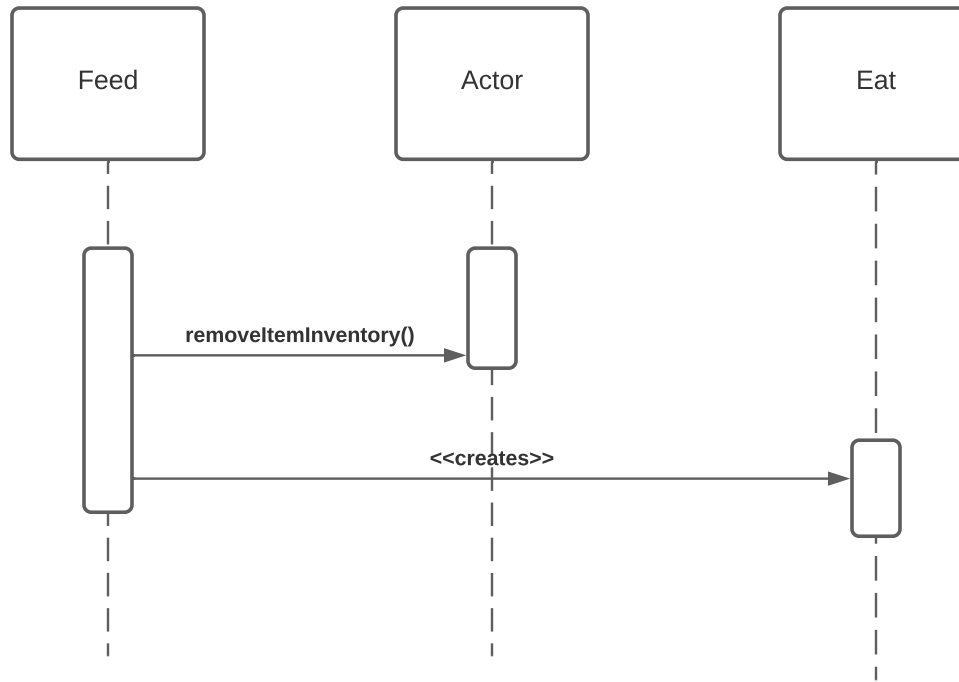 Feed
Actor
Eat
removeItemInventory()
<<creates>>